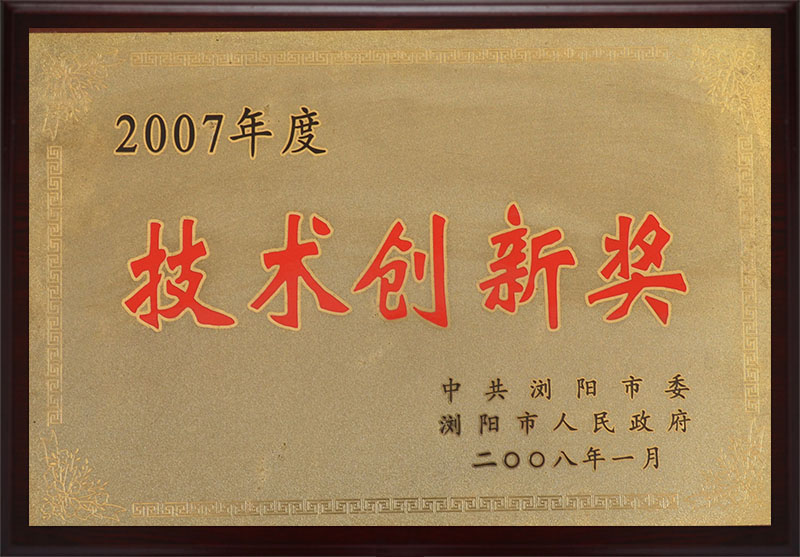 2007年度
技术创新奖
中共浏阳市委
浏阳市人民政府
二〇〇八年一月